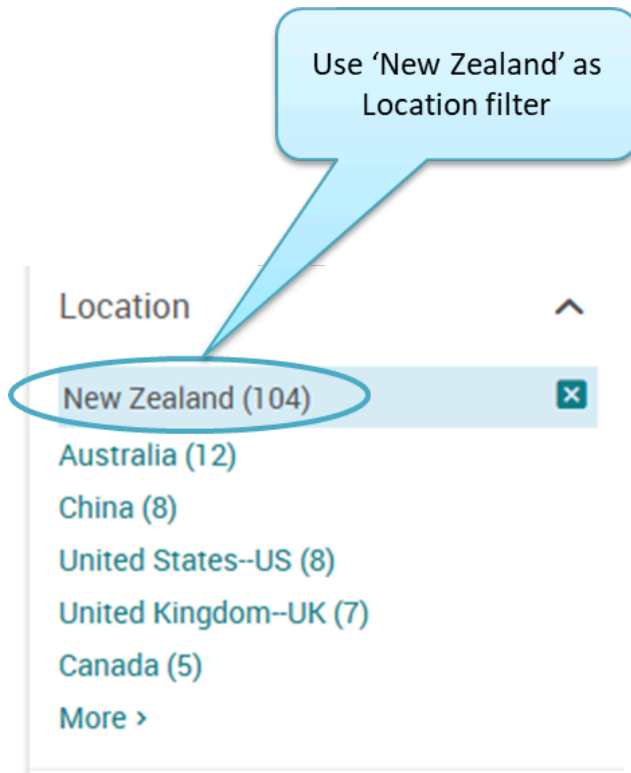 Use ‘New Zealand’ as
Location filter
Location
New Zealand (104)
Australia (12)
China (8)
United States--US (8)
United Kingdom--UK (7)
Canada (5)
More ›